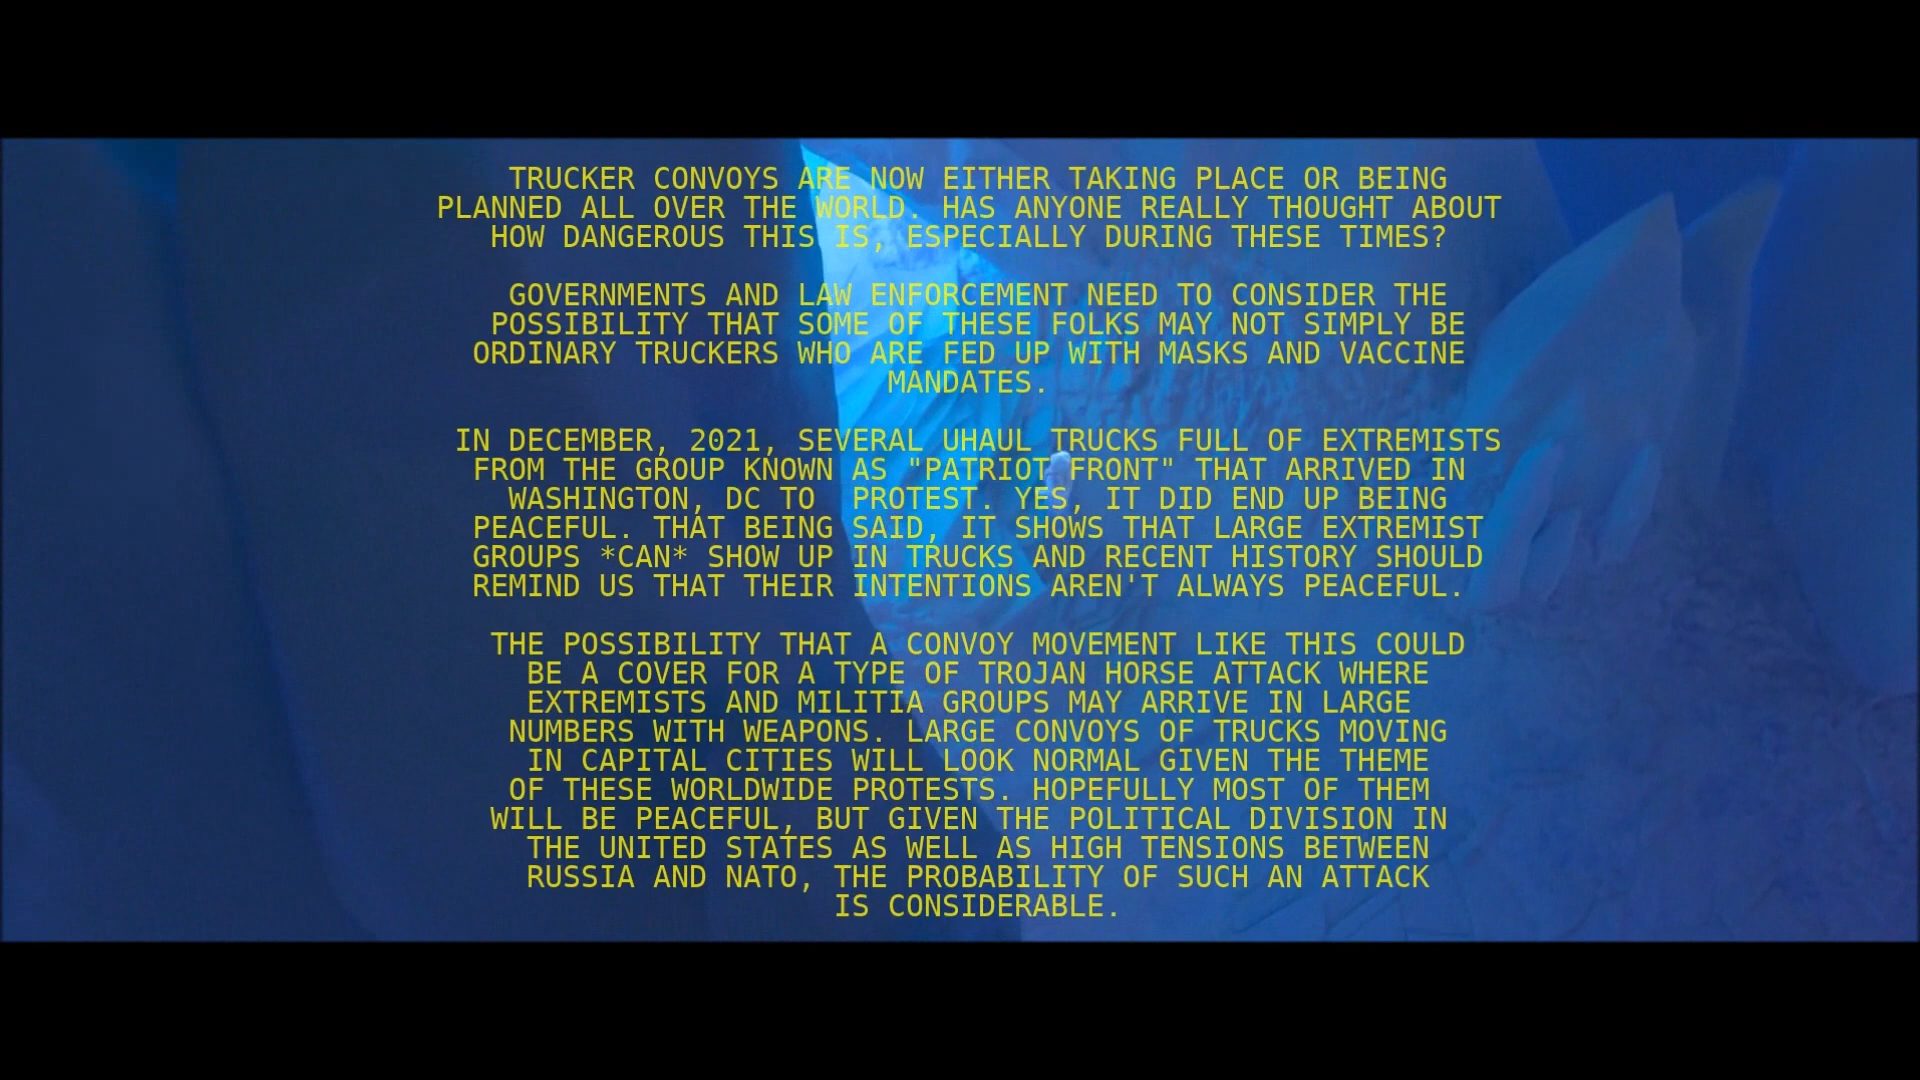 TRUCKER CONVOYS ARE NOW EITHER TAKING PLACE OR BEING
PLANNED ALL OVER THE WORLD. HAS ANYONE REALLY THOUGHT ABOUT
HOW DANGEROUS THIS IS, ESPECIALLY DURING THESE TIMES?
GOVERNMENTS AND LAW ENFORCEMENT NEED TO CONSIDER THE
POSSIBILITY THAT SOME OF THESE FOLKS MAY NOT SIMPLY BE
ORDINARY TRUCKERS WHO ARE FED UP WITH MASKS AND VACCINE
MANDATES.
IN DECEMBER, 2021, SEVERAL UHAUL TRUCKS FULL OF EXTREMISTS
FROM THE GROUP KNOWN AS "PATRIOT FRONT" THAT ARRIVED IN
WASHINGTON, DC TO  PROTEST. YES, IT DID END UP BEING
PEACEFUL. THAT BEING SAID, IT SHOWS THAT LARGE EXTREMIST
GROUPS *CAN* SHOW UP IN TRUCKS AND RECENT HISTORY SHOULD
REMIND US THAT THEIR INTENTIONS AREN'T ALWAYS PEACEFUL.
THE POSSIBILITY THAT A CONVOY MOVEMENT LIKE THIS COULD
BE A COVER FOR A TYPE OF TROJAN HORSE ATTACK WHERE
EXTREMISTS AND MILITIA GROUPS MAY ARRIVE IN LARGE
NUMBERS WITH WEAPONS. LARGE CONVOYS OF TRUCKS MOVING
IN CAPITAL CITIES WILL LOOK NORMAL GIVEN THE THEME
OF THESE WORLDWIDE PROTESTS. HOPEFULLY MOST OF THEM
WILL BE PEACEFUL, BUT GIVEN THE POLITICAL DIVISION IN
THE UNITED STATES AS WELL AS HIGH TENSIONS BETWEEN
RUSSIA AND NATO, THE PROBABILITY OF SUCH AN ATTACK
IS CONSIDERABLE.